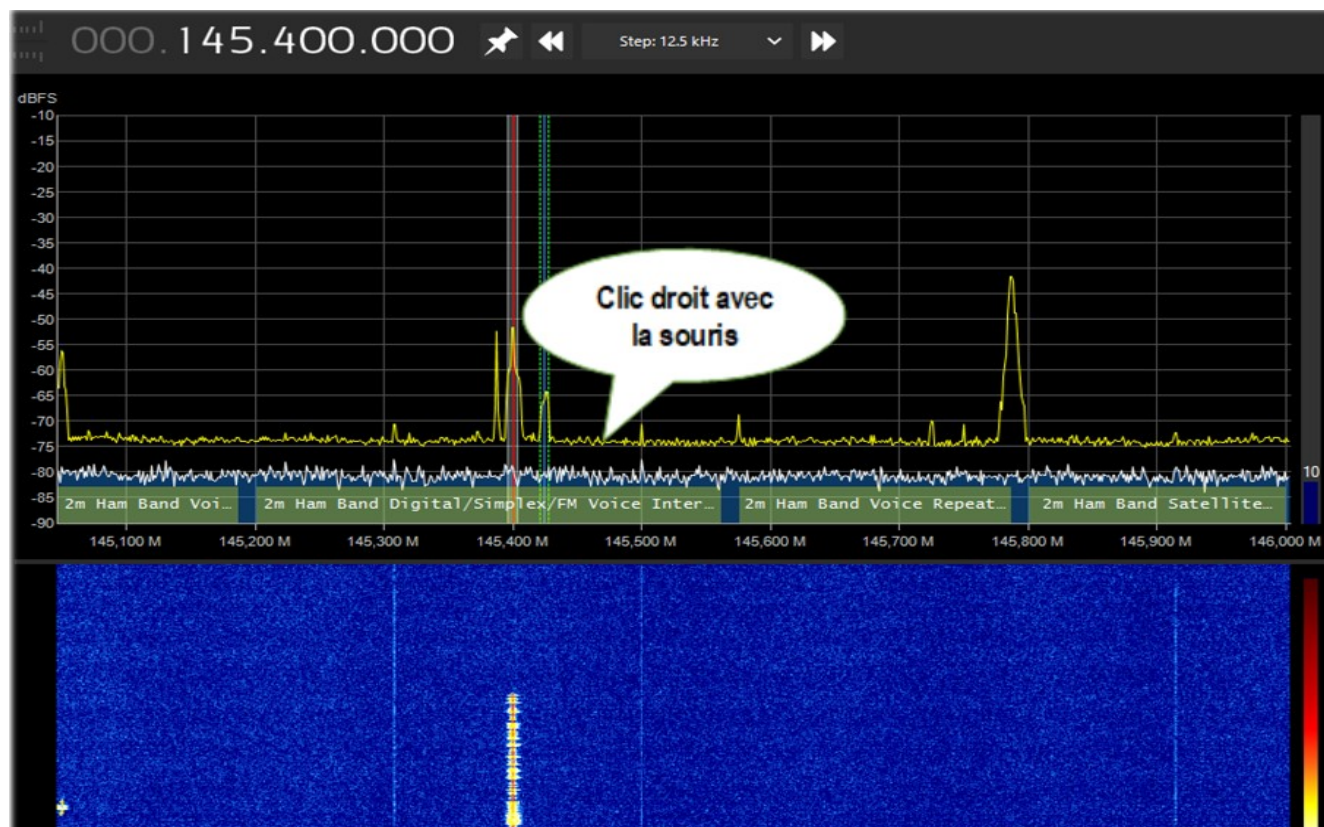 000.145.400.000
Step: 12.5 kHz
dBFS
-10
-15
-20
-25
-30
-35
-40
-45
-50
-55
-60
-65
-70
-75
-80
-85
-90
Clic droit avec
la souris
10
2m Ham Band Voi…
2m Ham Band Digital/Simplex/FM Voice Inter…
2m Ham Band Voice Repeat…
2m Ham Band Satellite…
145,100 M
145,200 M
145,300 M
145,400 M
145,500 M
145,600 M
145,700 M
145,800 M
145,900 M
146,000 M